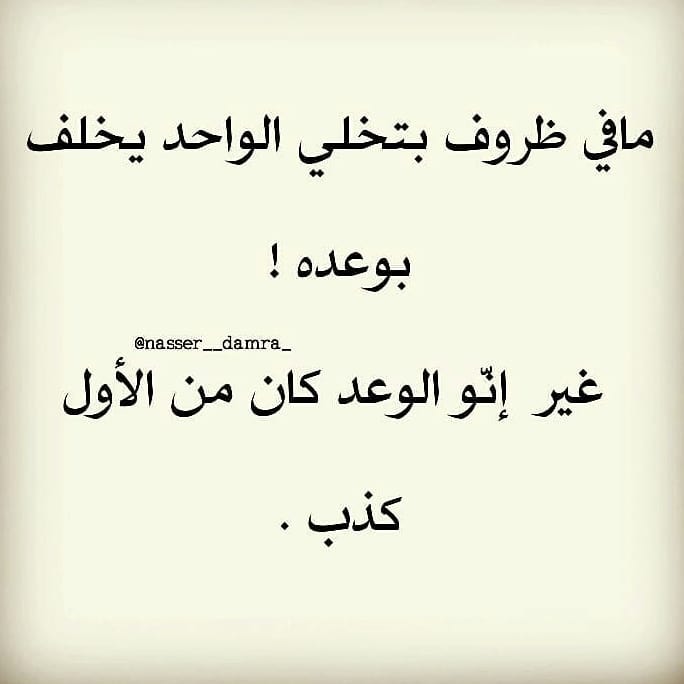 مافي ظروف بتخلي الواحد يخلف
بوعده !
@nasser__damra_
غير إنّو الوعد كان من الأول
كذب .